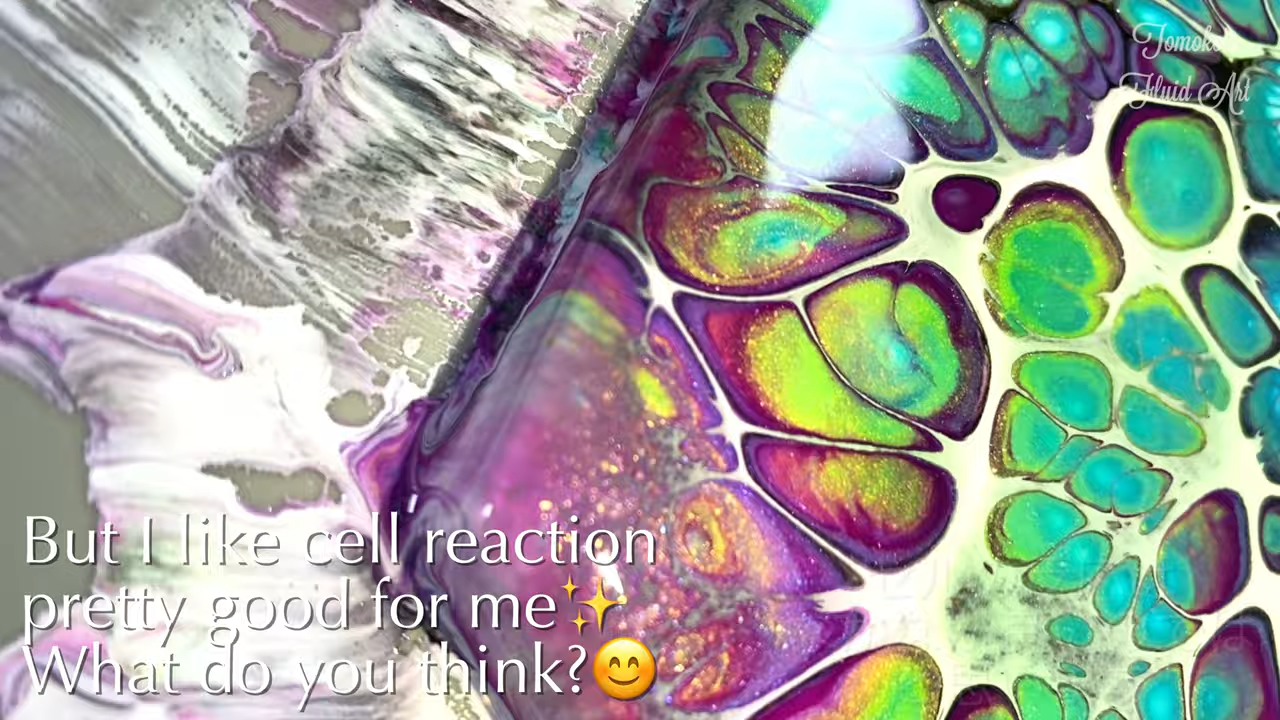 Tomoko
Fluid Art
But I like cell reaction
pretty good for me✨
What do you think?😊